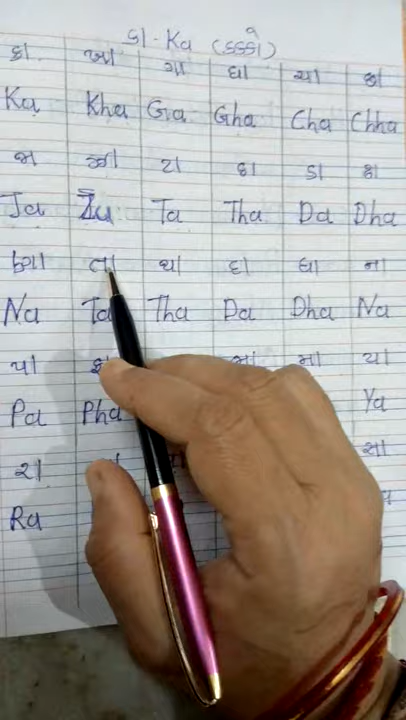 કા - Ka (કક્કો)
કા ખા ગા ઘા ચા છા
Ka Kha Ga Gha Cha Chha
જા ઝા ટા ઠા ડા ઢા
Ja Ta Tha Da Dha
ણા તા થા દા ધા ના
Na Ta Tha Da Dha Na
પા ફા ભા મા યા
Pa Pha Ya
રા સા
Ra